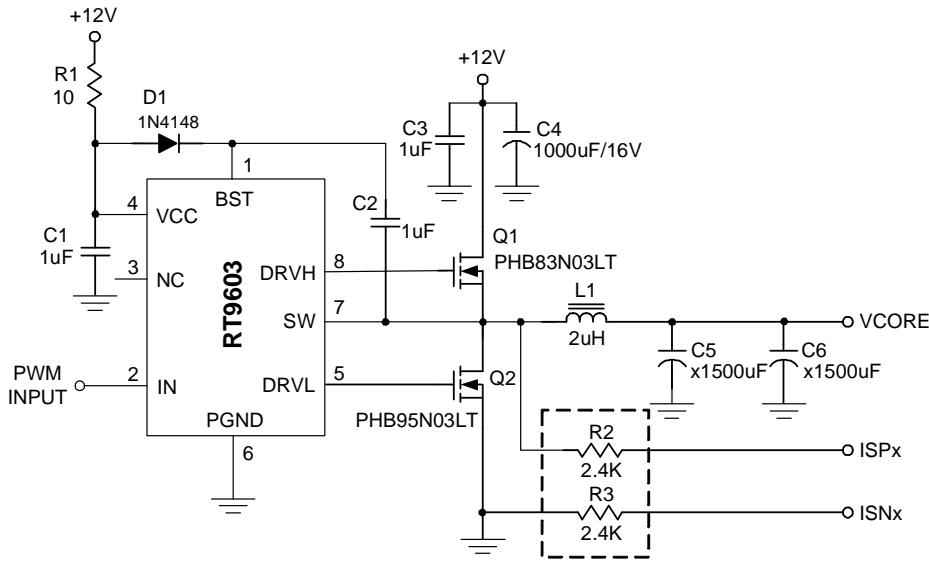 +12V
R1
10
D1
1N4148
+12V
C3
1uF
C4
1000uF/16V
1
BST
4
VCC
C1
1uF
3
NC
C2
1uF
RT9603
DRVH
8
Q1
PHB83N03LT
SW
7
L1
2uH
VCORE
C5
x1500uF
C6
x1500uF
PWM
INPUT
2
IN
DRVL
5
Q2
PHB95N03LT
PGND
6
R2
2.4K
ISPx
R3
2.4K
ISNx